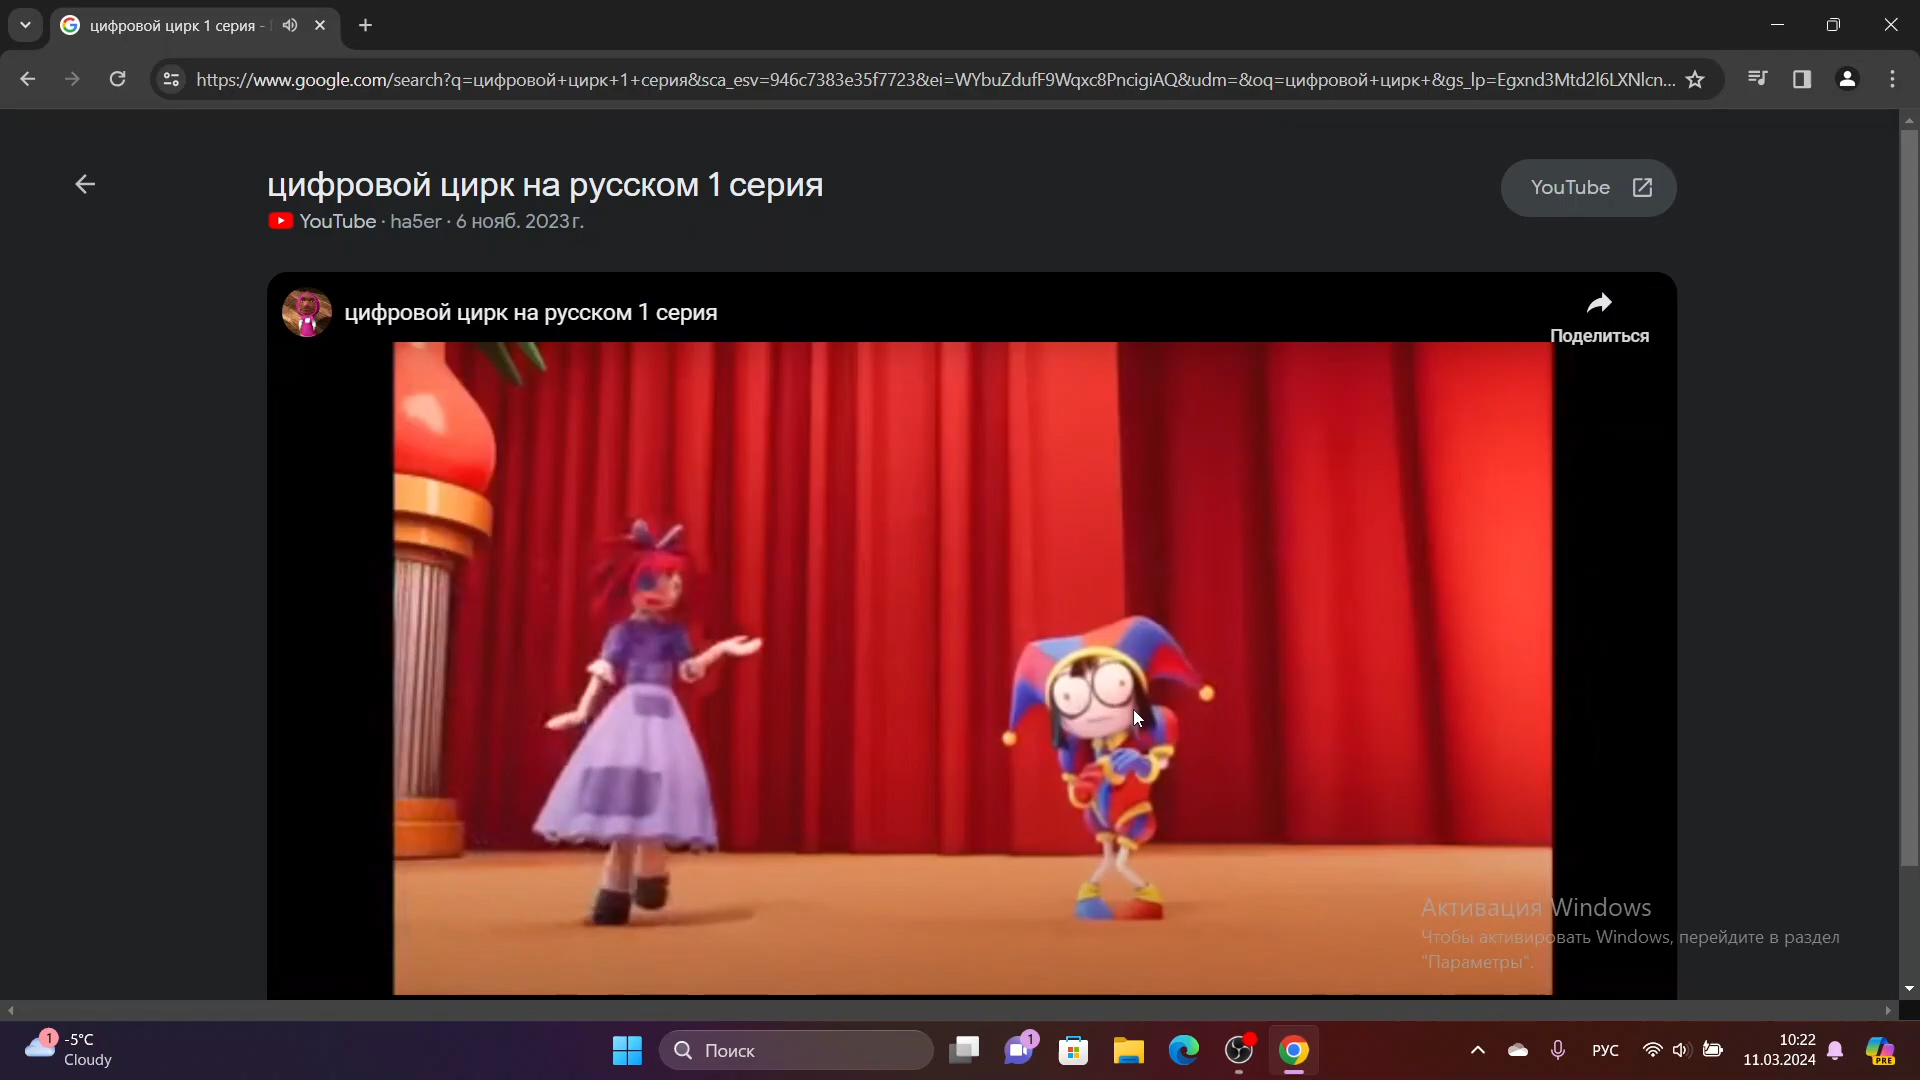 цифровой цирк 1 серия -
https://www.google.com/search?q=цифровой+цирк+1+серия&sca_esv=946c7383e35f7723&ei=WYbuZdufF9Wqxc8PncigiAQ&udm=&oq=цифровой+цирк+&gs_lp=Egxnd3Mtd2l6LXNlcn...
цифровой цирк на русском 1 серия
YouTube
YouTube · ha5er · 6 нояб. 2023 г.
цифровой цирк на русском 1 серия
Поделиться
Активация Windows
Чтобы активировать Windows, перейдите в раздел
"Параметры".
1
-5°C
Cloudy
Поиск
1
РУС
10:22
11.03.2024
PRE